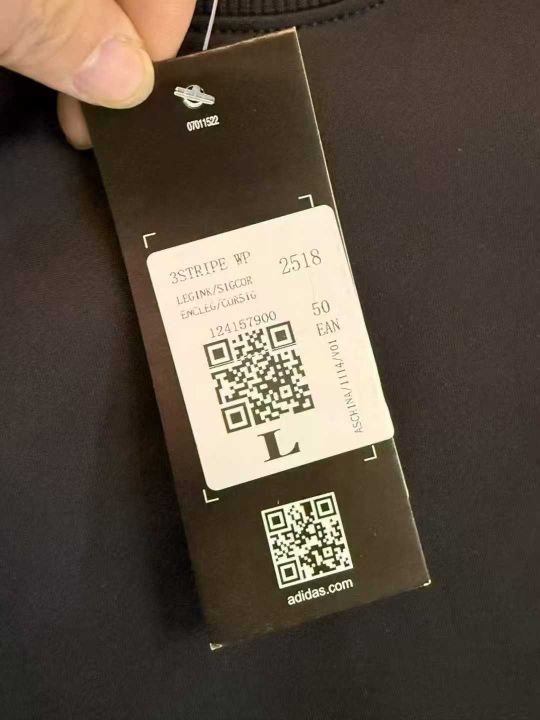 07011522
3STRIPE WP
2518
LEGINK/SIGCOR
ENCLEG/CORSIG
50
EAN
124157900
ASCHINA/1114/V01
L
adidas.com